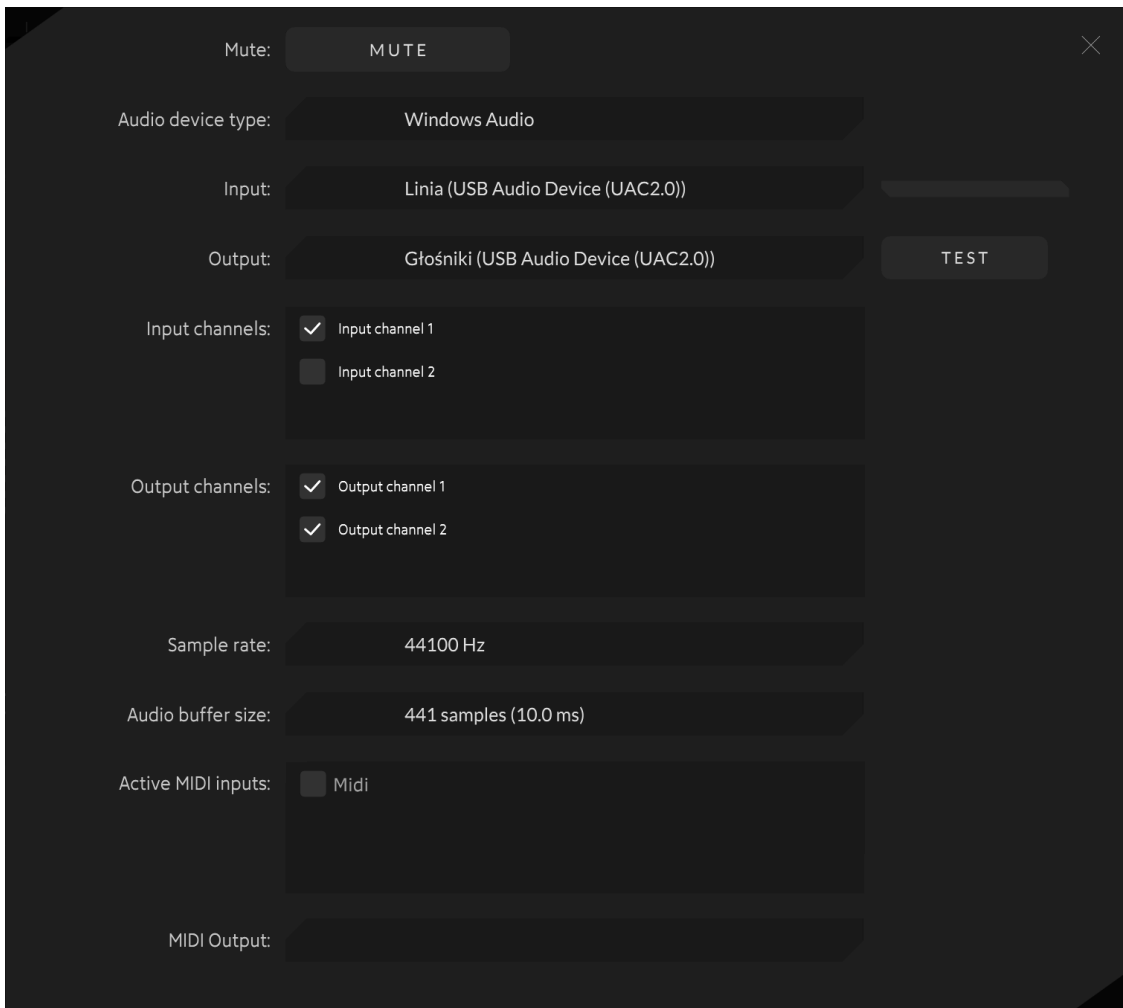 Mute: MUTE
Audio device type: Windows Audio
Input: Linia (USB Audio Device (UAC2.0))
Output: Głośniki (USB Audio Device (UAC2.0)) TEST
Input channels: Input channel 1
Input channel 2
Output channels: Output channel 1
Output channel 2
Sample rate: 44100 Hz
Audio buffer size: 441 samples (10.0 ms)
Active MIDI inputs: Midi
MIDI Output: